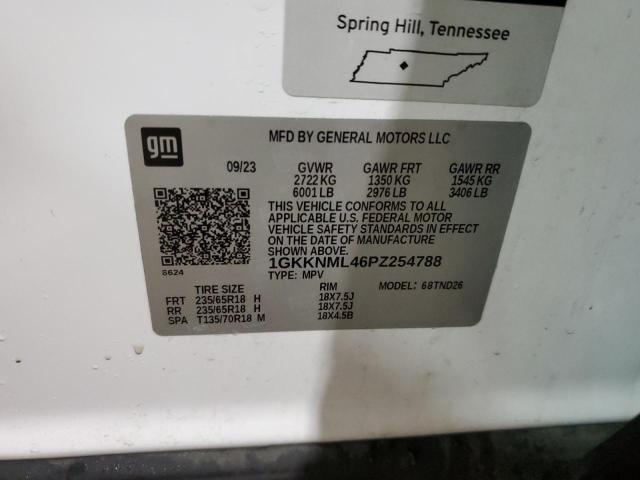 Spring Hill, Tennessee
gm
MFD BY GENERAL MOTORS LLC
09/23 GVWR GAWR FRT GAWR RR
2722 KG 1350 KG 1545 KG
6001 LB 2976 LB 3406 LB
THIS VEHICLE CONFORMS TO ALL
APPLICABLE U.S. FEDERAL MOTOR
VEHICLE SAFETY STANDARDS IN EFFECT
ON THE DATE OF MANUFACTURE
SHOWN ABOVE.
8624
1GKKNML46PZ254788
TYPE: MPV MODEL: 68TND26
TIRE SIZE RIM
FRT 235/65R18 H 18X7.5J
RR 235/65R18 H 18X7.5J
SPA T135/70R18 M 18X4.5B